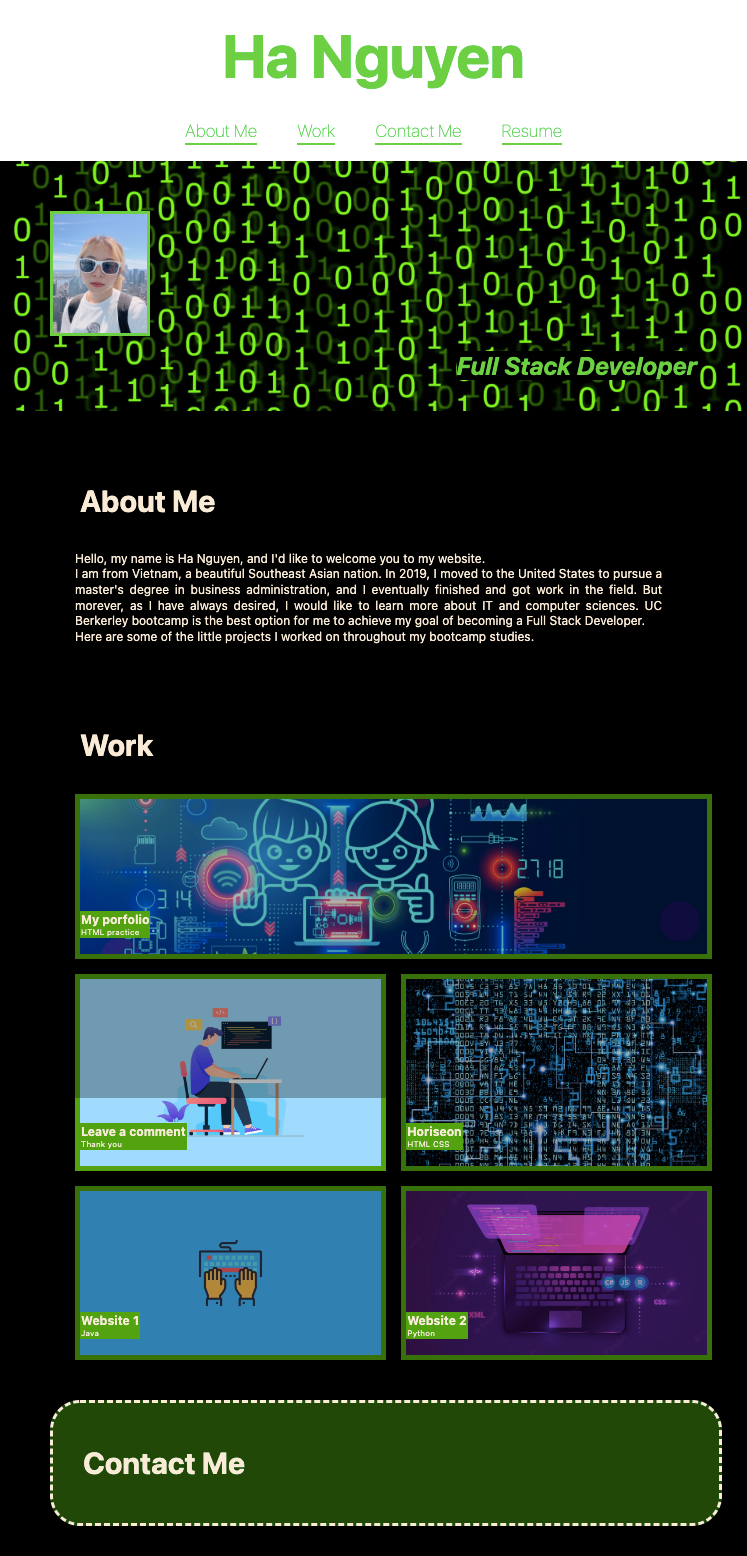 Ha Nguyen
About Me Work Contact Me Resume
Full Stack Developer
About Me
Hello, my name is Ha Nguyen, and I'd like to welcome you to my website.
I am from Vietnam, a beautiful Southeast Asian nation. In 2019, I moved to the United States to pursue a
master's degree in business administration, and I eventually finished and got work in the field. But
morever, as I have always desired, I would like to learn more about IT and computer sciences. UC
Berkerley bootcamp is the best option for me to achieve my goal of becoming a Full Stack Developer.
Here are some of the little projects I worked on throughout my bootcamp studies.
Work
2718
314
My porfolio
HTML practice
</>
Leave a comment
Thank you
Horiseon
HTML CSS
Website 1
Java
</>
C# JS R
CSS
XML
Website 2
Python
Contact Me